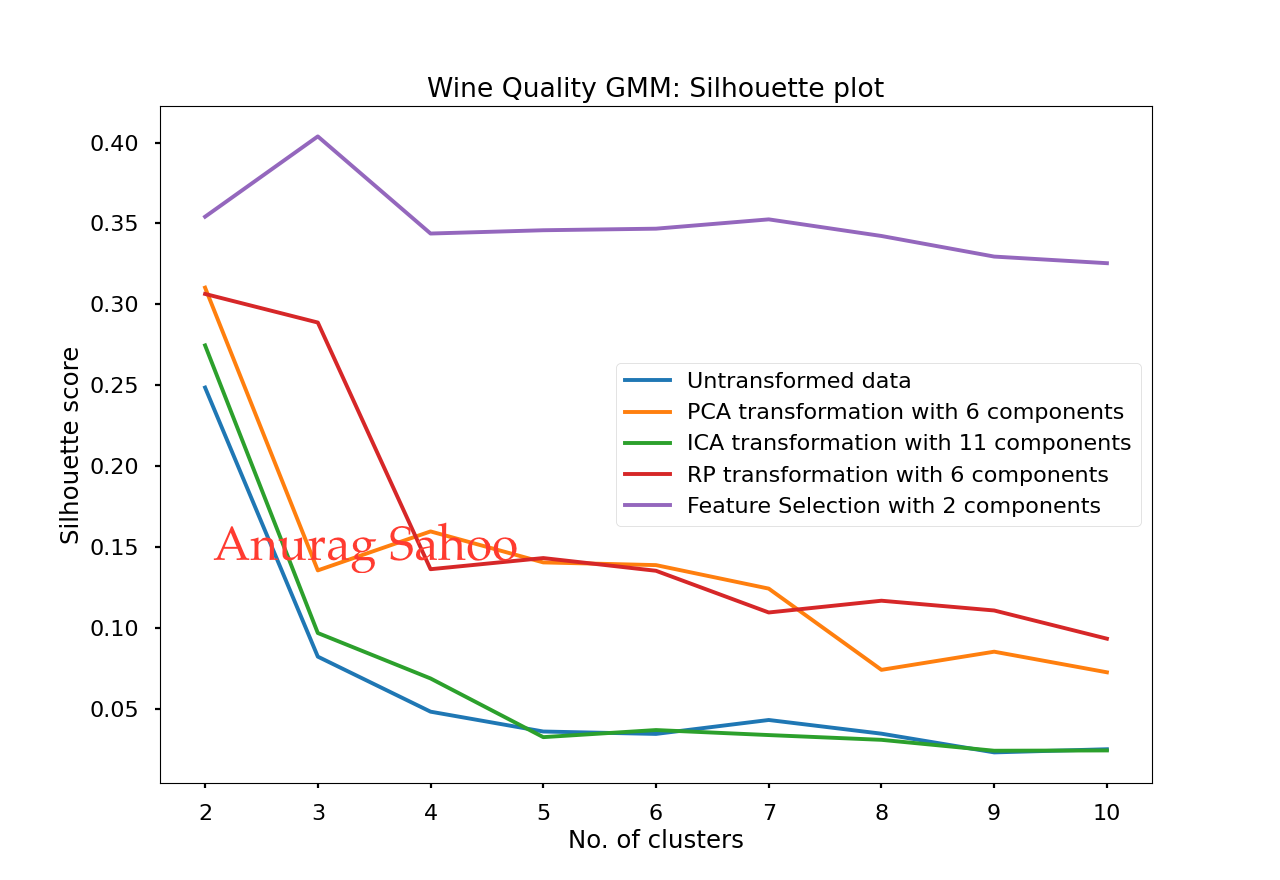 Wine Quality GMM: Silhouette plot
0.40
0.35
0.30
0.25
0.20
0.15
0.10
0.05
Silhouette score
Untransformed data
PCA transformation with 6 components
ICA transformation with 11 components
RP transformation with 6 components
Feature Selection with 2 components
Anurag Sahoo
2 3 4 5 6 7 8 9 10
No. of clusters